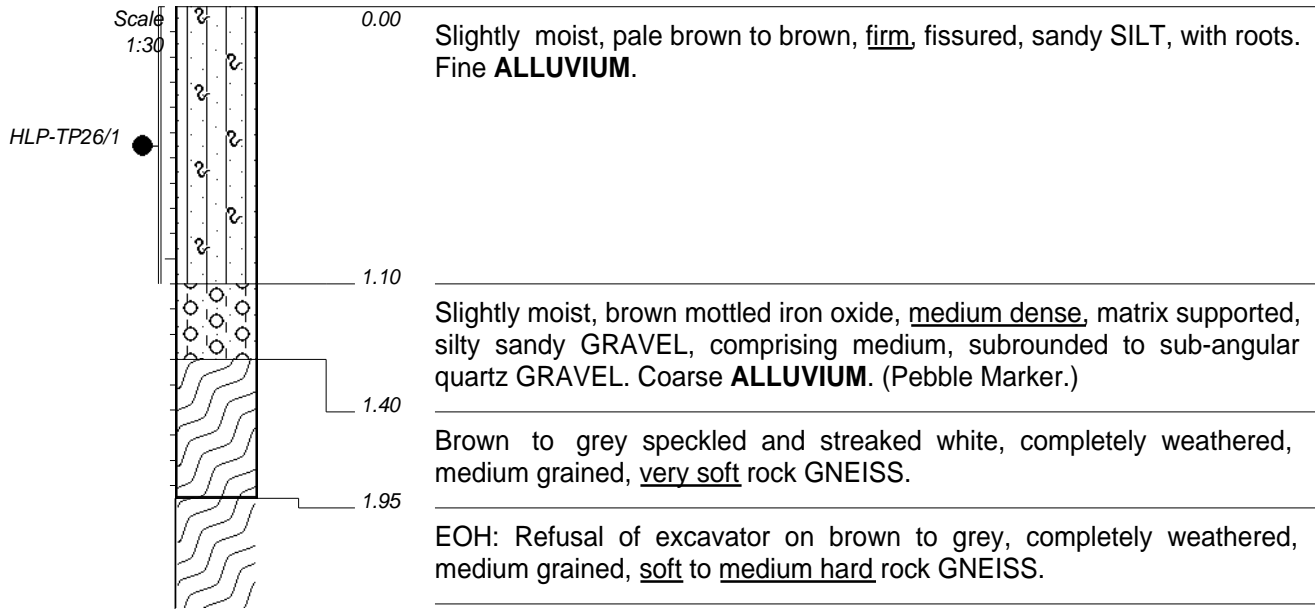 Scale
1:30
0.00
Slightly moist, pale brown to brown, firm, fissured, sandy SILT, with roots.
Fine ALLUVIUM.
HLP-TP26/1
1.10
Slightly moist, brown mottled iron oxide, medium dense, matrix supported,
silty sandy GRAVEL, comprising medium, subrounded to sub-angular
quartz GRAVEL. Coarse ALLUVIUM. (Pebble Marker.)
1.40
Brown to grey speckled and streaked white, completely weathered,
medium grained, very soft rock GNEISS.
1.95
EOH: Refusal of excavator on brown to grey, completely weathered,
medium grained, soft to medium hard rock GNEISS.